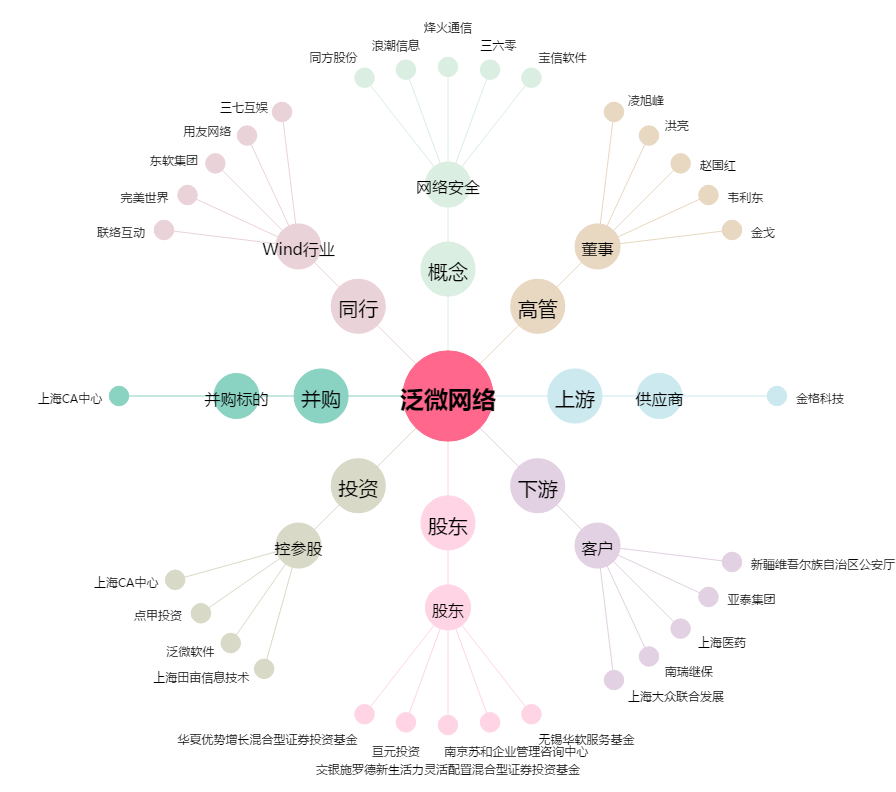 烽火通信
浪潮信息
三六零
同方股份
宝信软件
网络安全
概念
三七互娱
用友网络
东软集团
完美世界
联络互动
Wind行业
同行
凌旭峰
洪亮
赵国红
韦利东
金戈
董事
高管
上海CA中心
并购标的
并购
泛微网络
上游
供应商
金格科技
投资
控参股
上海CA中心
点甲投资
泛微软件
上海田亩信息技术
股东
股东
华夏优势增长混合型证券投资基金
亘元投资
交银施罗德新生活力灵活配置混合型证券投资基金
南京苏和企业管理咨询中心
无锡华软服务基金
下游
客户
新疆维吾尔族自治区公安厅
亚泰集团
上海医药
南瑞继保
上海大众联合发展